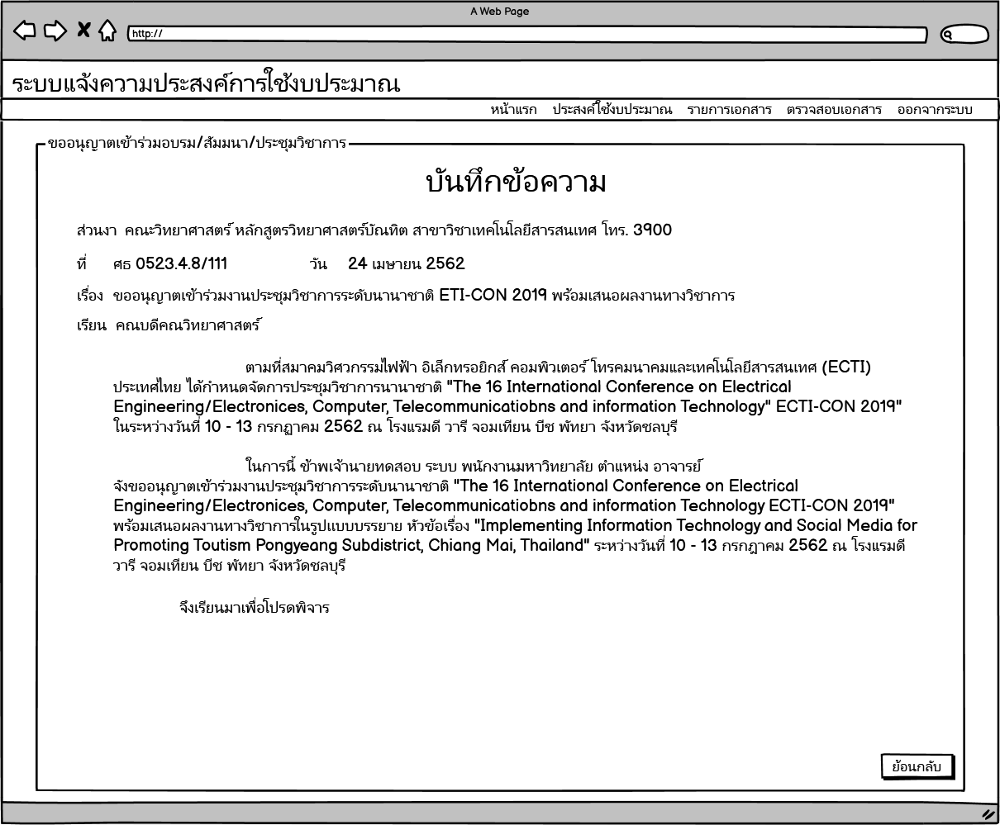 A Web Page
http://
ระบบแจ้งความประสงค์การใช้งบประมาณ
หน้าแรก ประสงค์ใช้งบประมาณ รายการเอกสาร ตรวจสอบเอกสาร ออกจากระบบ
ขออนุญาตเข้าร่วมอบรม/สัมมนา/ประชุมวิชาการ
บันทึกข้อความ
ส่วนงา คณะวิทยาศาสตร์ หลักสูตรวิทยาศาสตร์บัณทิต สาขาวิชาเทคโนโลยีสารสนเทศ โทร. 3900
ที่ ศธ 0523.4.8/111 วัน 24 เมษายน 2562
เรื่อง ขออนุญาตเข้าร่วมงานประชุมวิชาการระดับนานาชาติ ETI-CON 2019 พร้อมเสนอผลงานทางวิชาการ
เรียน คณบดีคณวิทยาศาสตร์
ตามที่สมาคมวิศวกรรมไฟฟ้า อิเล็กทรอยิกส์ คอมพิวเตอร์ โทรคมนาคมและเทคโนโลยีสารสนเทศ (ECTI)
ประเทศไทย ได้กำหนดจัดการประชุมวิชาการนานาชาติ "The 16 International Conference on Electrical
Engineering/Electronices, Computer, Telecommunicatiobns and information Technology" ECTI-CON 2019"
ในระหว่างวันที่ 10 - 13 กรกฏาคม 2562 ณ โรงแรมดี วารี จอมเทียน บีช พัทยา จังหวัดชลบุรี
ในการนี้ ข้าพเจ้านายทดสอบ ระบบ พนักงานมหาวิทยาลัย ตำแหน่ง อาจารย์
จังขออนุญาตเข้าร่วมงานประชุมวิชาการระดับนานาชาติ "The 16 International Conference on Electrical
Engineering/Electronices, Computer, Telecommunicatiobns and information Technology ECTI-CON 2019"
พร้อมเสนอผลงานทางวิชาการในรูปแบบบรรยาย หัวข้อเรื่อง "Implementing Information Technology and Social Media for
Promoting Toutism Pongyeang Subdistrict, Chiang Mai, Thailand" ระหว่างวันที่ 10 - 13 กรกฎาคม 2562 ณ โรงแรมดี
วารี จอมเทียน บีช พัทยา จังหวัดชลบุรี
จึงเรียนมาเพื่อโปรดพิจาร
ย้อนกลับ